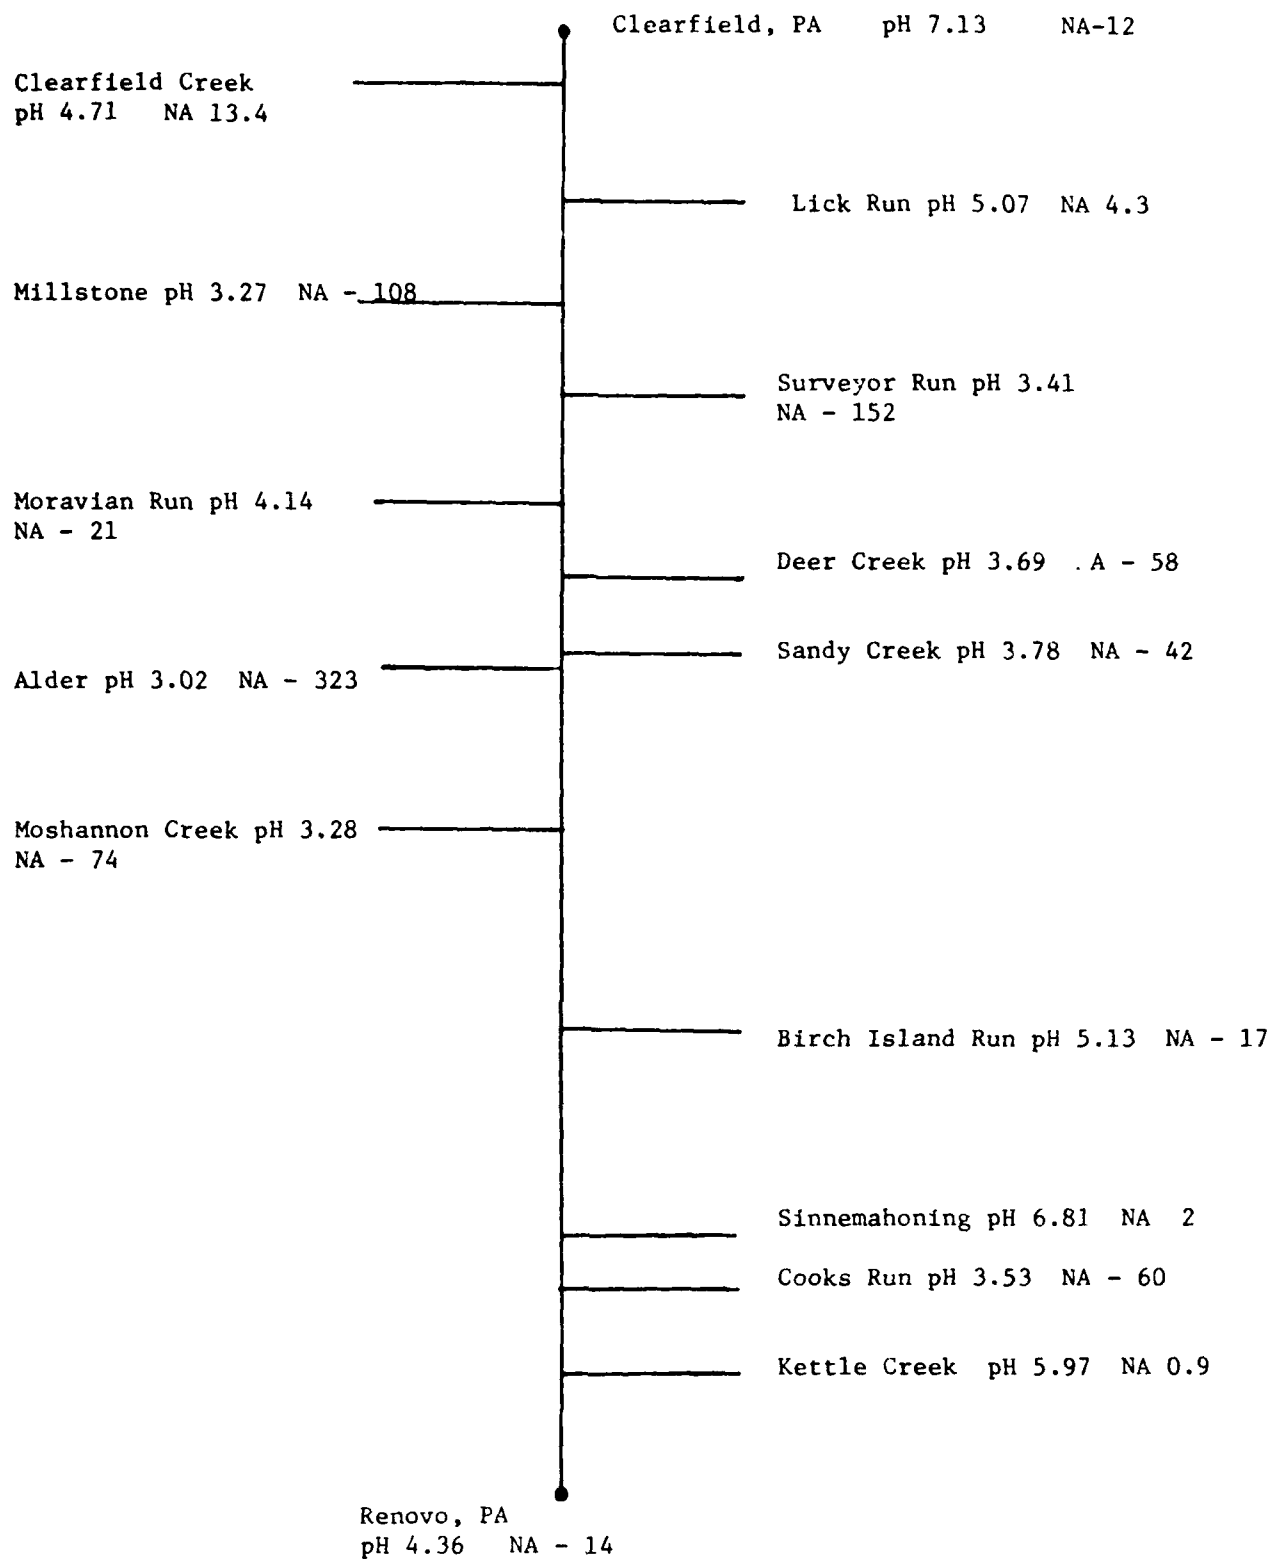 Clearfield, PA pH 7.13 NA-12
Clearfield Creek
pH 4.71 NA 13.4
Lick Run pH 5.07 NA 4.3
Millstone pH 3.27 NA - 108
Surveyor Run pH 3.41
NA - 152
Moravian Run pH 4.14
NA - 21
Deer Creek pH 3.69 . A - 58
Sandy Creek pH 3.78 NA - 42
Alder pH 3.02 NA - 323
Moshannon Creek pH 3.28
NA - 74
Birch Island Run pH 5.13 NA - 17
Sinnemahoning pH 6.81 NA 2
Cooks Run pH 3.53 NA - 60
Kettle Creek pH 5.97 NA 0.9
Renovo, PA
pH 4.36 NA - 14